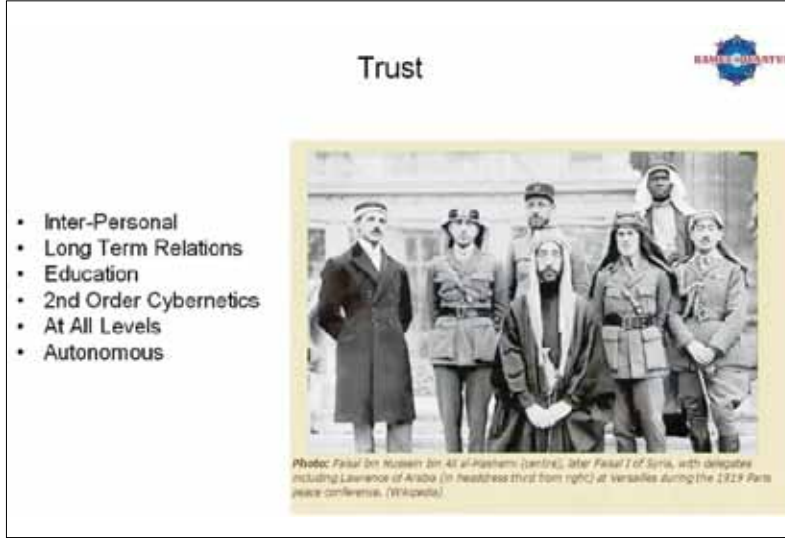 Trust
• Inter-Personal
• Long Term Relations
• Education
• 2nd Order Cybernetics
• At All Levels
• Autonomous
Photo: Faisal bin Hussein bin Ali al-Hashemi (centre), later Faisal I of Syria, with delegates
including Lawrence of Arabia (in headdress third from right) at Versailles during the 1919 Paris
peace conference. (Wikipedia)